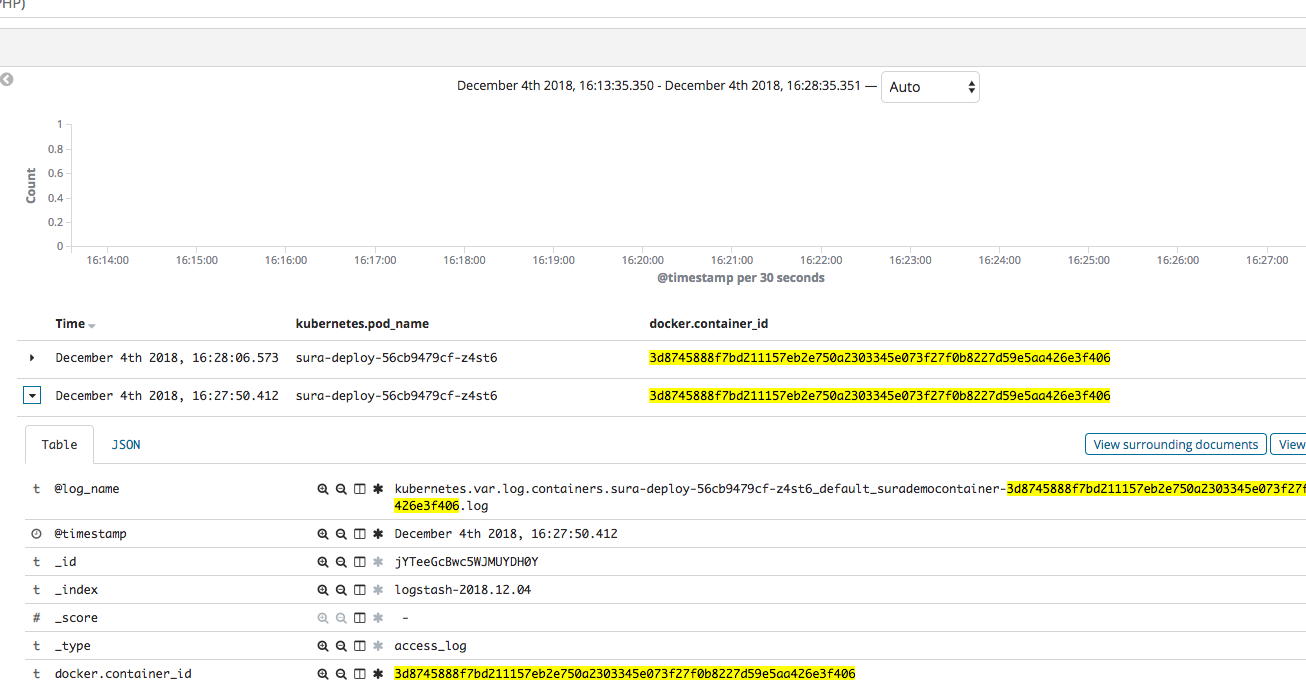 PHP)
December 4th 2018, 16:13:35.350 - December 4th 2018, 16:28:35.351 — Auto
1
0.8
0.6
0.4
0.2
0
Count
16:14:00 16:15:00 16:16:00 16:17:00 16:18:00 16:19:00 16:20:00 16:21:00 16:22:00 16:23:00 16:24:00 16:25:00 16:26:00 16:27:00
@timestamp per 30 seconds
Time kubernetes.pod_name docker.container_id
December 4th 2018, 16:28:06.573 sura-deploy-56cb9479cf-z4st6 3d8745888f7bd211157eb2e750a2303345e073f27f0b8227d59e5aa426e3f406
December 4th 2018, 16:27:50.412 sura-deploy-56cb9479cf-z4st6 3d8745888f7bd211157eb2e750a2303345e073f27f0b8227d59e5aa426e3f406
Table JSON View surrounding documents View
t @log_name kubernetes.var.log.containers.sura-deploy-56cb9479cf-z4st6_default_surademocontainer-3d8745888f7bd211157eb2e750a2303345e073f27f
426e3f406.log
@timestamp December 4th 2018, 16:27:50.412
t _id jYTeeGcBwc5WJMUYDH0Y
t _index logstash-2018.12.04
# _score -
t _type access_log
t docker.container_id 3d8745888f7bd211157eb2e750a2303345e073f27f0b8227d59e5aa426e3f406